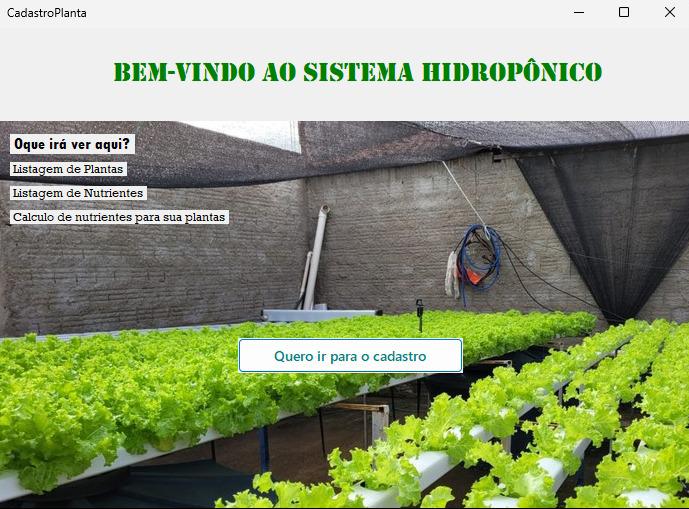 CadastroPlanta
BEM-VINDO AO SISTEMA HIDROPÔNICO
Oque irá ver aqui?
Listagem de Plantas
Listagem de Nutrientes
Calculo de nutrientes para sua plantas
Quero ir para o cadastro